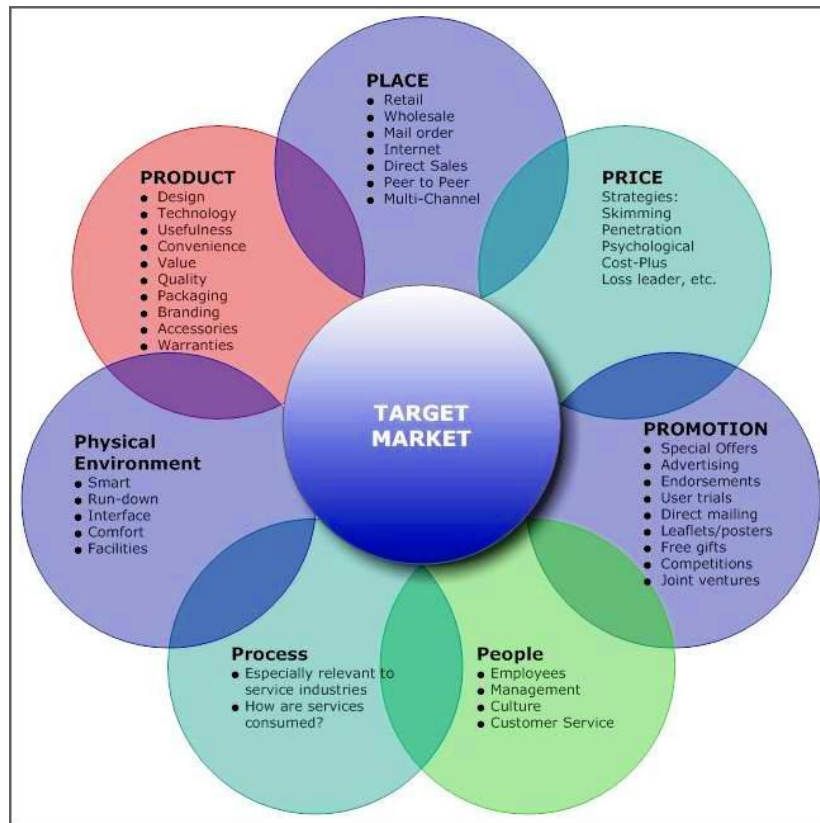 PLACE
● Retail
● Wholesale
● Mail order
● Internet
● Direct Sales
● Peer to Peer
● Multi-Channel
PRICE
Strategies:
Skimming
Penetration
Psychological
Cost-Plus
Loss leader, etc.
PRODUCT
● Design
● Technology
● Usefulness
● Convenience
● Value
● Quality
● Packaging
● Branding
● Accessories
● Warranties
TARGET
MARKET
PROMOTION
● Special Offers
● Advertising
● Endorsements
● User trials
● Direct mailing
● Leaflets/posters
● Free gifts
● Competitions
● Joint ventures
Physical
Environment
● Smart
● Run-down
● Interface
● Comfort
● Facilities
Process
● Especially relevant to
service industries
● How are services
consumed?
People
● Employees
● Management
● Culture
● Customer Service